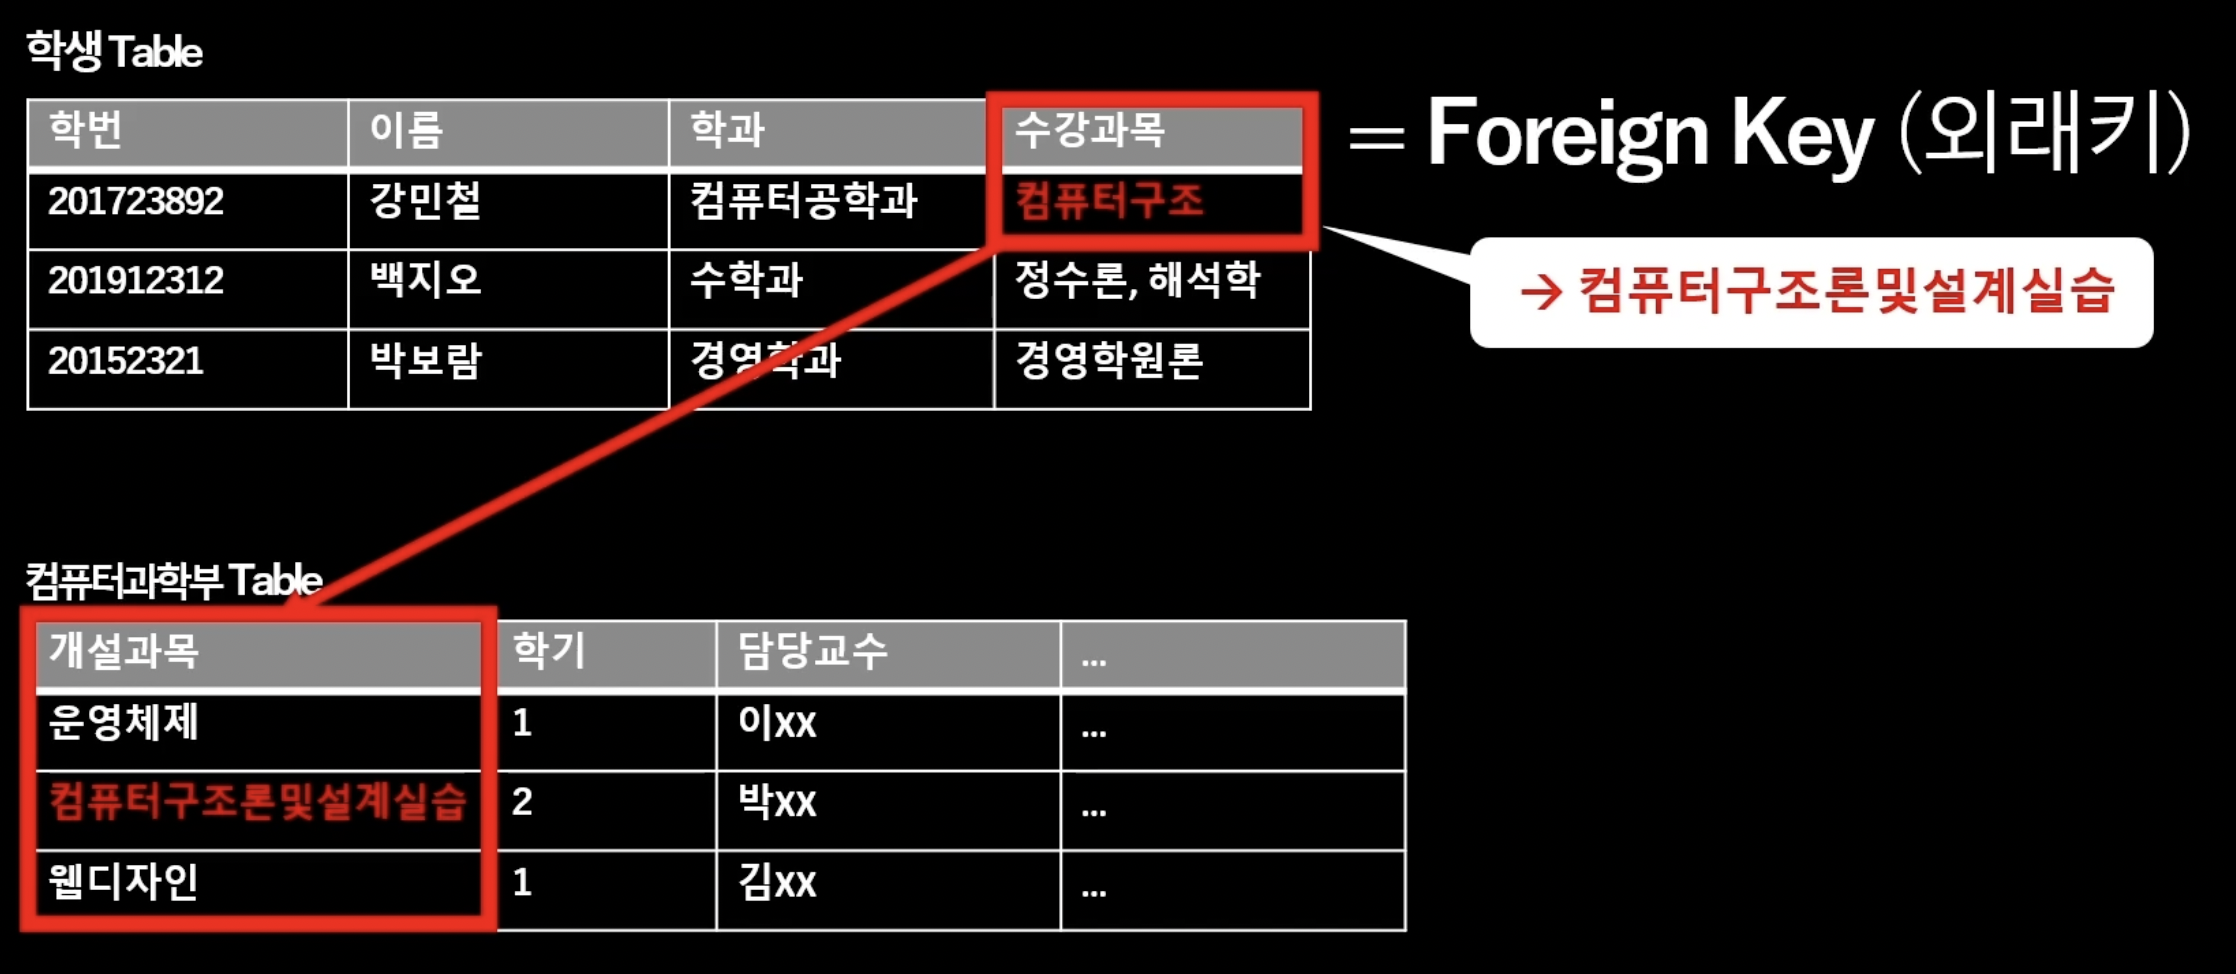 학생 Table
학번 이름 학과 수강과목
= Foreign Key (외래키)
201723892 강민철 컴퓨터공학과 컴퓨터구조
→ 컴퓨터구조론및설계실습
201912312 백지오 수학과 정수론, 해석학
20152321 박보람 경영학과 경영학원론
컴퓨터과학부 Table
개설과목 학기 담당교수 ...
운영체제 1 이xx ...
컴퓨터구조론및설계실습 2 박xx ...
웹디자인 1 김xx ...